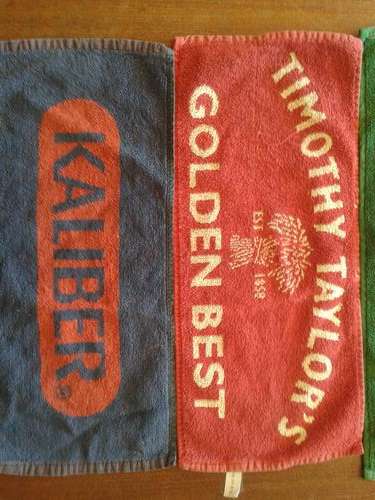 KALIBER®
TIMOTHY TAYLOR'S
EST 1858
GOLDEN BEST